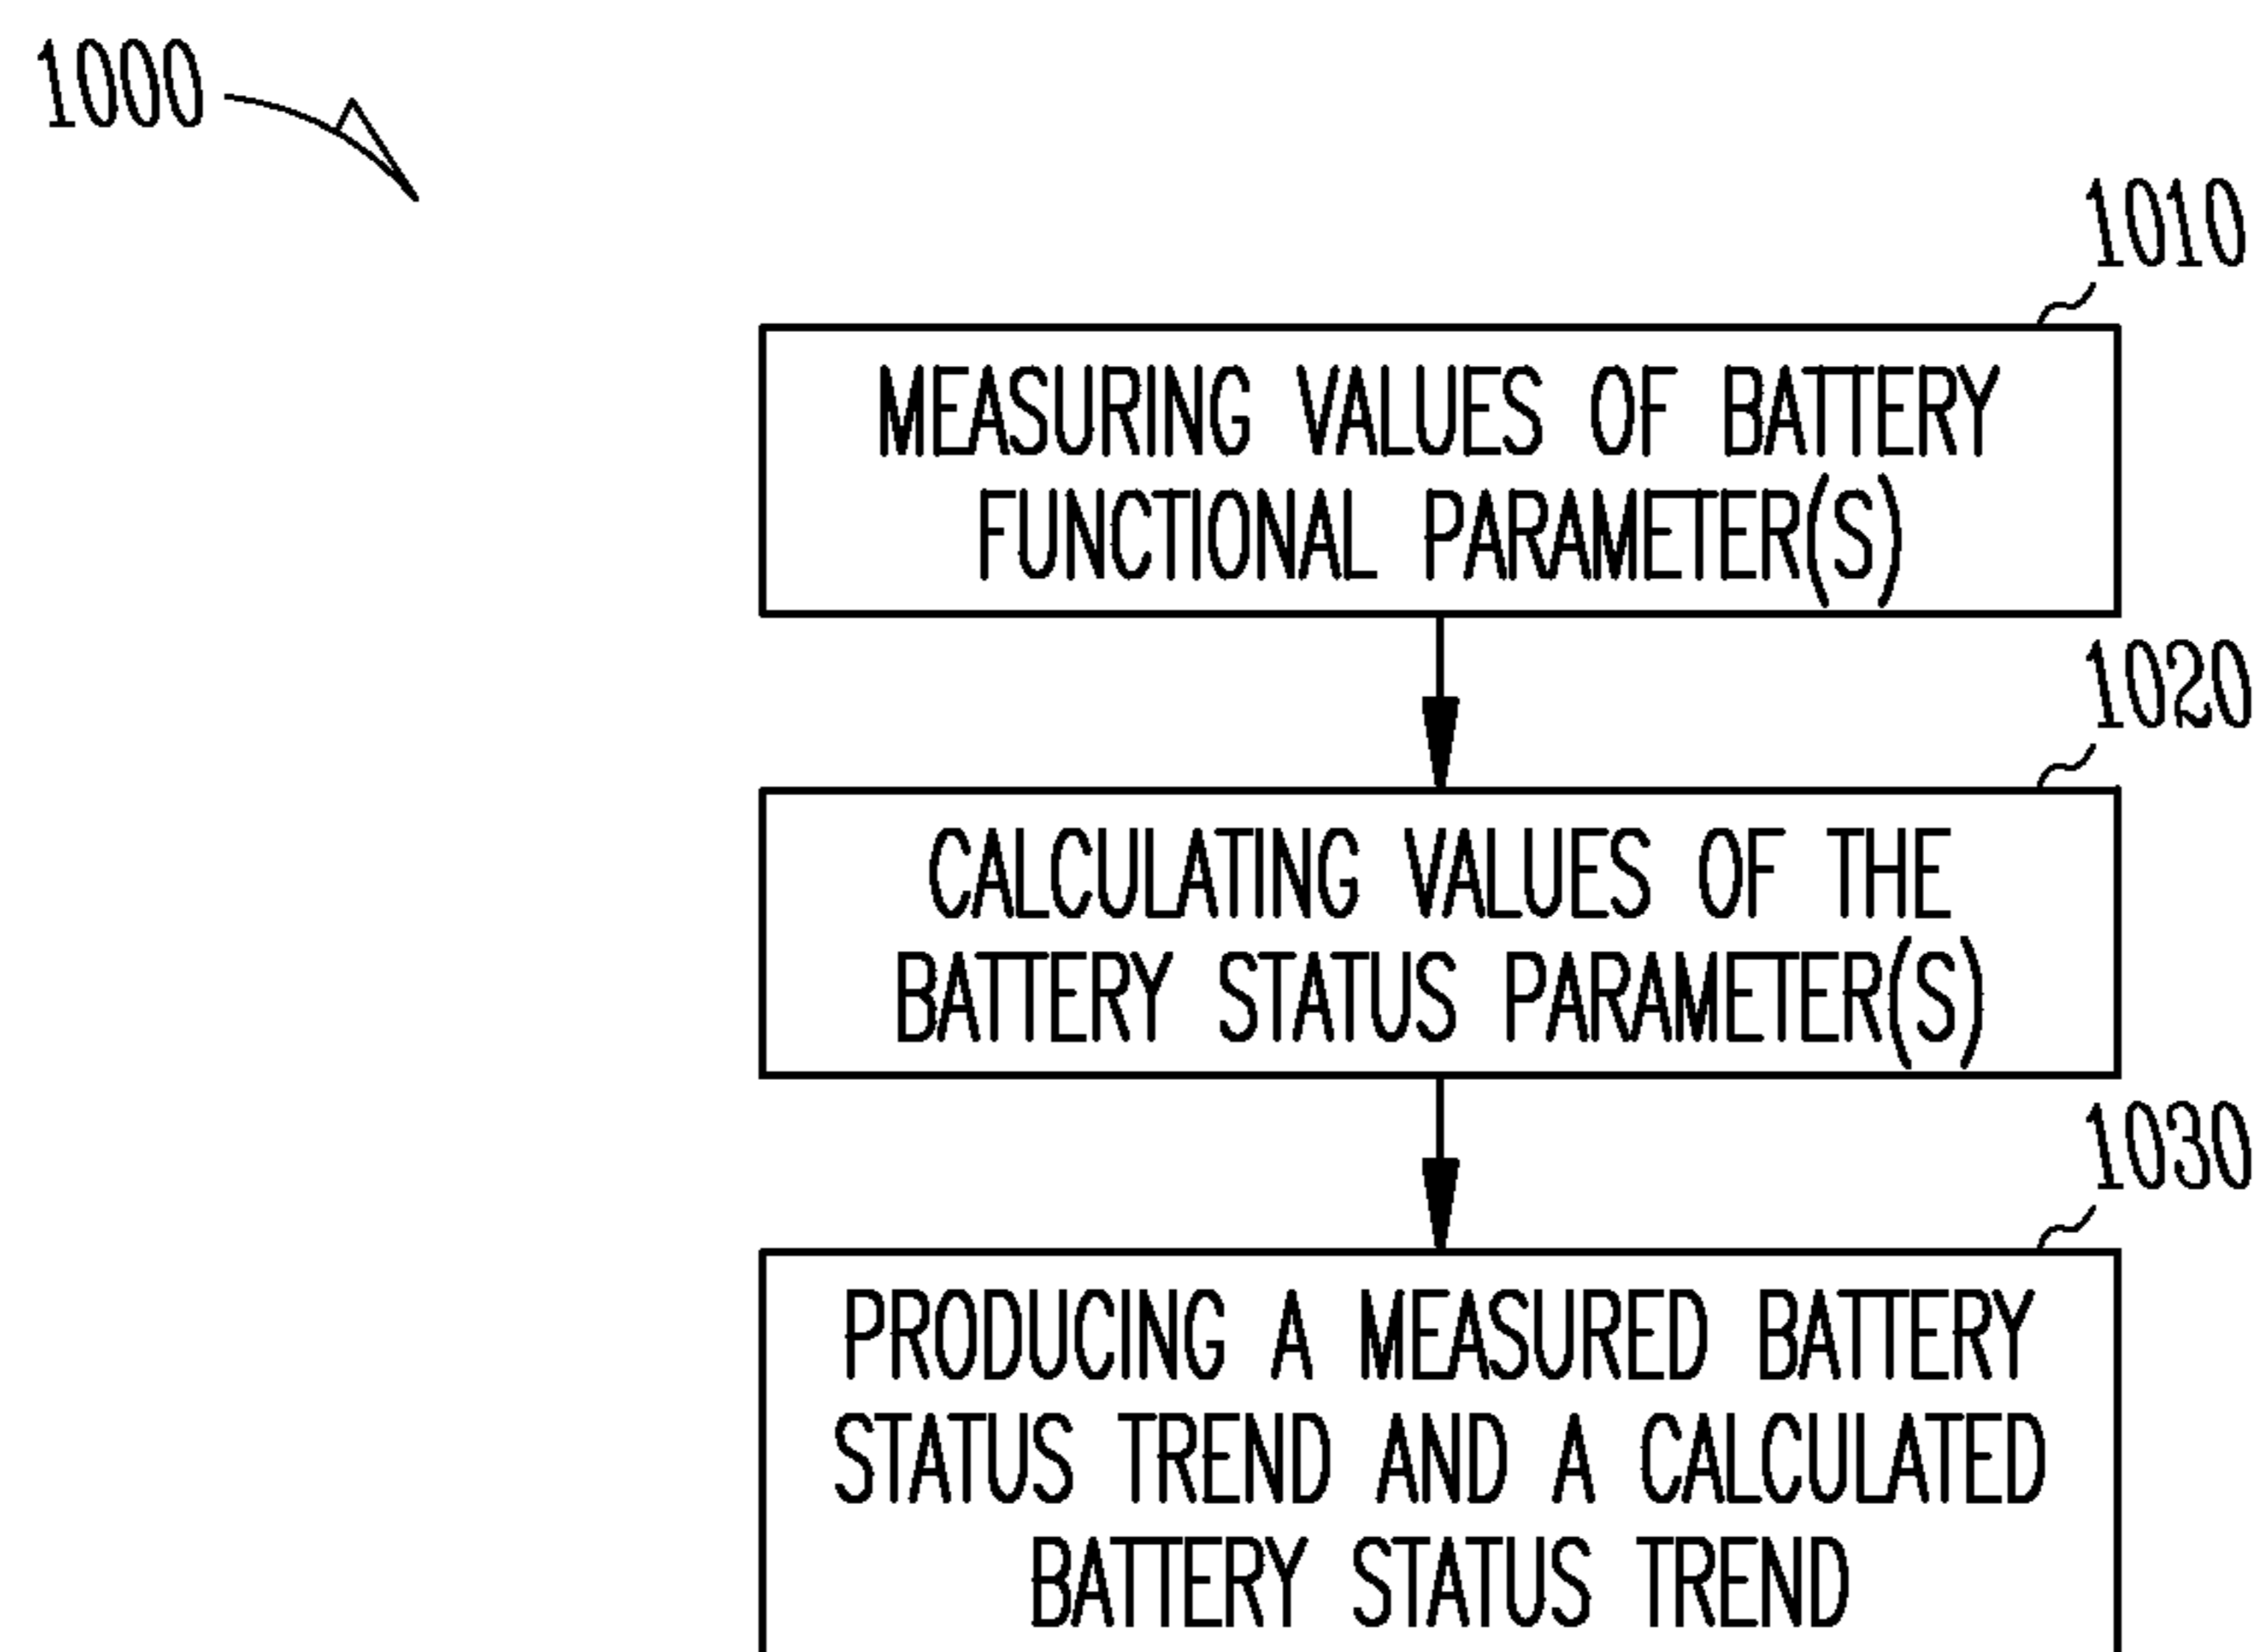 1000
1010
MEASURING VALUES OF BATTERY
FUNCTIONAL PARAMETER(S)
1020
CALCULATING VALUES OF THE
BATTERY STATUS PARAMETER(S)
1030
PRODUCING A MEASURED BATTERY
STATUS TREND AND A CALCULATED
BATTERY STATUS TREND